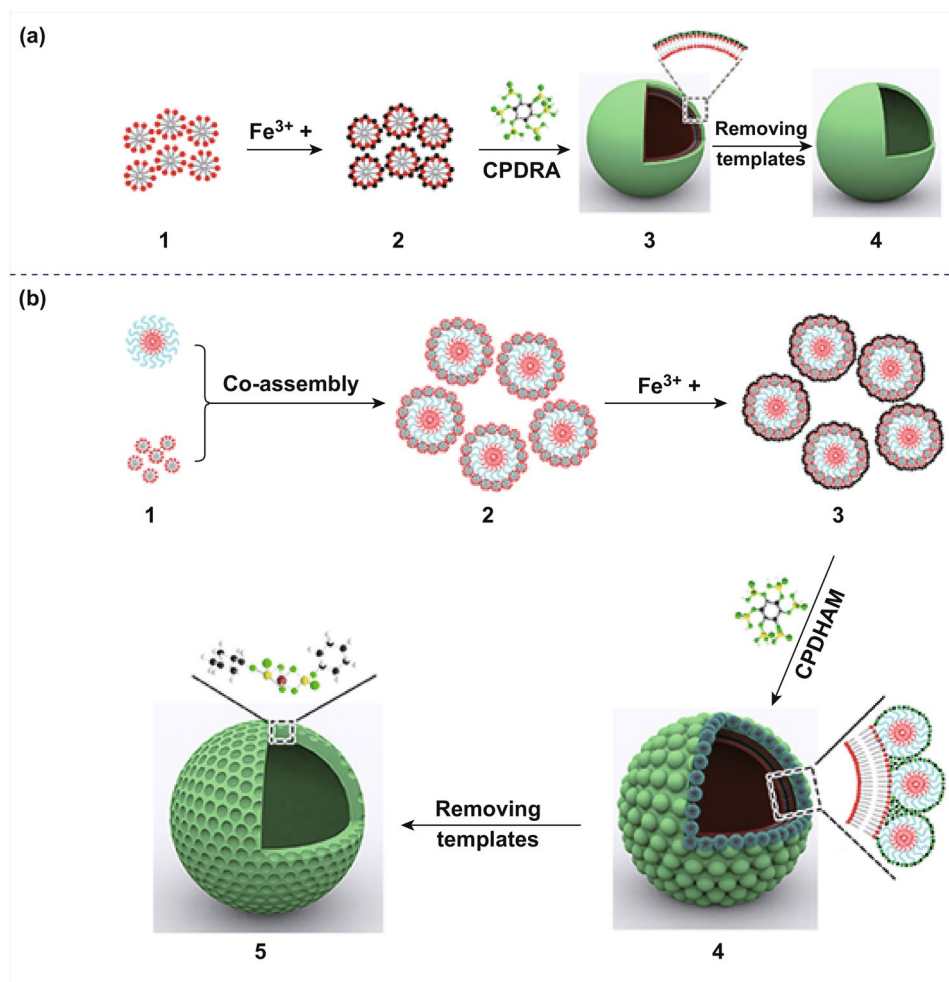 (a)
Fe³⁺ +
CPDRA
Removing
templates
1
2
3
4
(b)
Co-assembly
Fe³⁺ +
1
2
3
CPDHAM
Removing
templates
5
4